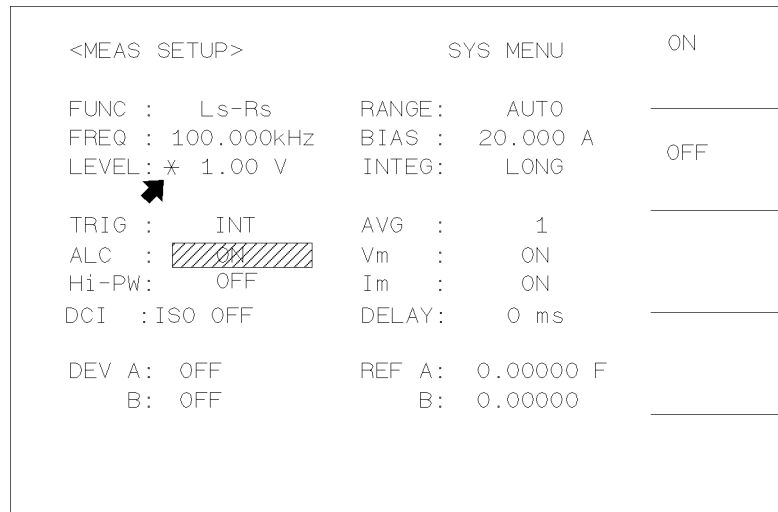 <MEAS SETUP> SYS MENU ON
FUNC : Ls-Rs RANGE: AUTO
FREQ : 100.000kHz BIAS : 20.000 A
LEVEL:* 1.00 V INTEG: LONG OFF
TRIG : INT AVG : 1
ALC : ON Vm : ON
Hi-PW: OFF Im : ON
DCI :ISO OFF DELAY: 0 ms
DEV A: OFF REF A: 0.00000 F
B: OFF B: 0.00000